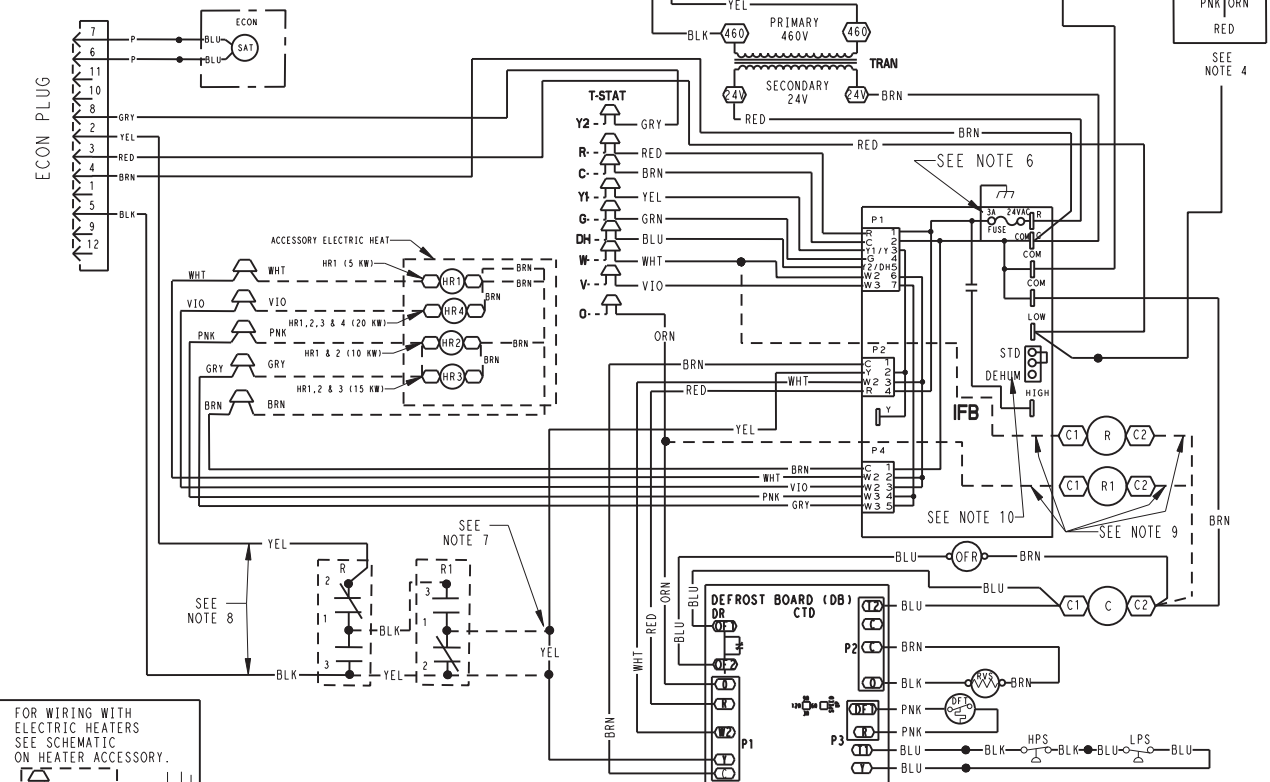 ECON PLUG
7
6
11
10
8
2
3
4
1
5
9
12
P
P
GRY
YEL
RED
BRN
BLK
BLU
BLU
ECON
SAT
YEL
BLK
460
460
PRIMARY
460V
TRAN
SECONDARY
24V
24V
24V
BRN
RED
BRN
RED
PNK ORN
RED
SEE
NOTE 4
T-STAT
Y2
GRY
R
RED
C
BRN
Y1
YEL
G
GRN
DH
BLU
W
WHT
V
VIO
O
ORN
SEE NOTE 6
3A
FUSE
24VAC
R
COM C
COM
COM
LOW
STD
DEHUM
HIGH
IFB
P1
R 1
C 2
Y1/Y 3
G 4
Y2/DH 5
W2 6
W3 7
P2
C 1
Y 2
W2 3
R 4
Y
P4
C 1
W2 2
W2 3
W3 4
W3 5
ACCESSORY ELECTRIC HEAT
HR1 (5 KW)
HR1,2,3 & 4 (20 KW)
HR1 & 2 (10 KW)
HR1,2 & 3 (15 KW)
HR1
HR4
HR2
HR3
BRN
BRN
BRN
BRN
BRN
WHT
WHT
VIO
VIO
PNK
PNK
GRY
GRY
BRN
BRN
BRN
RED
WHT
YEL
BRN
WHT
VIO
PNK
GRY
C1
R
C2
C1
R1
C2
SEE NOTE 10
SEE NOTE 9
BRN
SEE
NOTE 7
YEL
SEE
NOTE 8
R
2
1
3
R1
3
1
2
BLK
BLK
YEL
YEL
BRN
WHT
RED
ORN
BLU
BLU
BLU
OFR
BRN
BLU
C1
C
C2
DEFROST BOARD (DB)
DR
CTD
OF1
OF2
O
R
W2
Y
C
P1
P2
T2
C
C
O
BLU
BRN
BLK
RVS
BRN
P3
DF1
R
T1
Y
PNK
DFT
PNK
BLU
BLK
HPS
BLK
BLU
LPS
BLU
BLU
FOR WIRING WITH
ELECTRIC HEATERS
SEE SCHEMATIC
ON HEATER ACCESSORY.